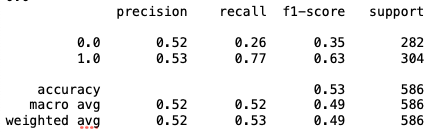 precision recall f1-score support
0.0 0.52 0.26 0.35 282
1.0 0.53 0.77 0.63 304
accuracy 0.53 586
macro avg 0.52 0.52 0.49 586
weighted avg 0.52 0.53 0.49 586